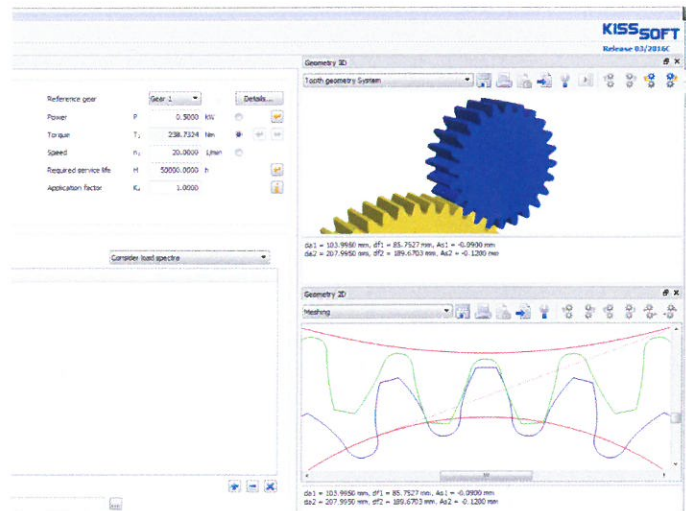 KISSSOFT
Release 03/2016C
Geometry 3D
Tooth geometry System
Reference gear Gear 1 Details...
Power P 0.5000 kW
Torque T₁ 238.7324 Nm
Speed n₁ 20.0000 1/min
Required service life H 50000.0000 h
Application factor Kₐ 1.0000
da1 = 103.9950 mm, df1 = 85.7527 mm, As1 = -0.0900 mm
da2 = 207.9950 mm, df2 = 189.6703 mm, As2 = -0.1200 mm
Consider load spectra
Geometry 2D
Meshing
da1 = 103.9950 mm, df1 = 85.7527 mm, As1 = -0.0900 mm
da2 = 207.9950 mm, df2 = 189.6703 mm, As2 = -0.1200 mm